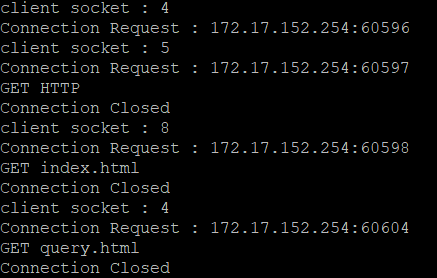 client socket : 4
Connection Request : 172.17.152.254:60596
client socket : 5
Connection Request : 172.17.152.254:60597
GET HTTP
Connection Closed
client socket : 8
Connection Request : 172.17.152.254:60598
GET index.html
Connection Closed
client socket : 4
Connection Request : 172.17.152.254:60604
GET query.html
Connection Closed